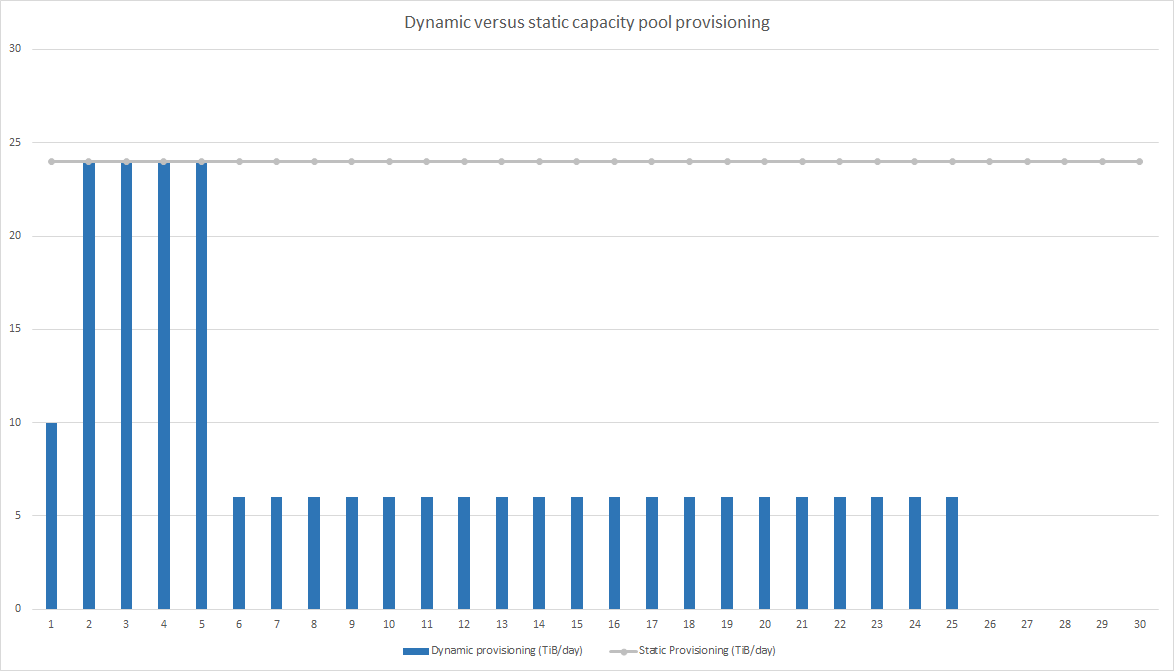 Dynamic versus static capacity pool provisioning
30
25
20
15
10
5
0
1 2 3 4 5 6 7 8 9 10 11 12 13 14 15 16 17 18 19 20 21 22 23 24 25 26 27 28 29 30
Dynamic provisioning (TiB/day) Static Provisioning (TiB/day)